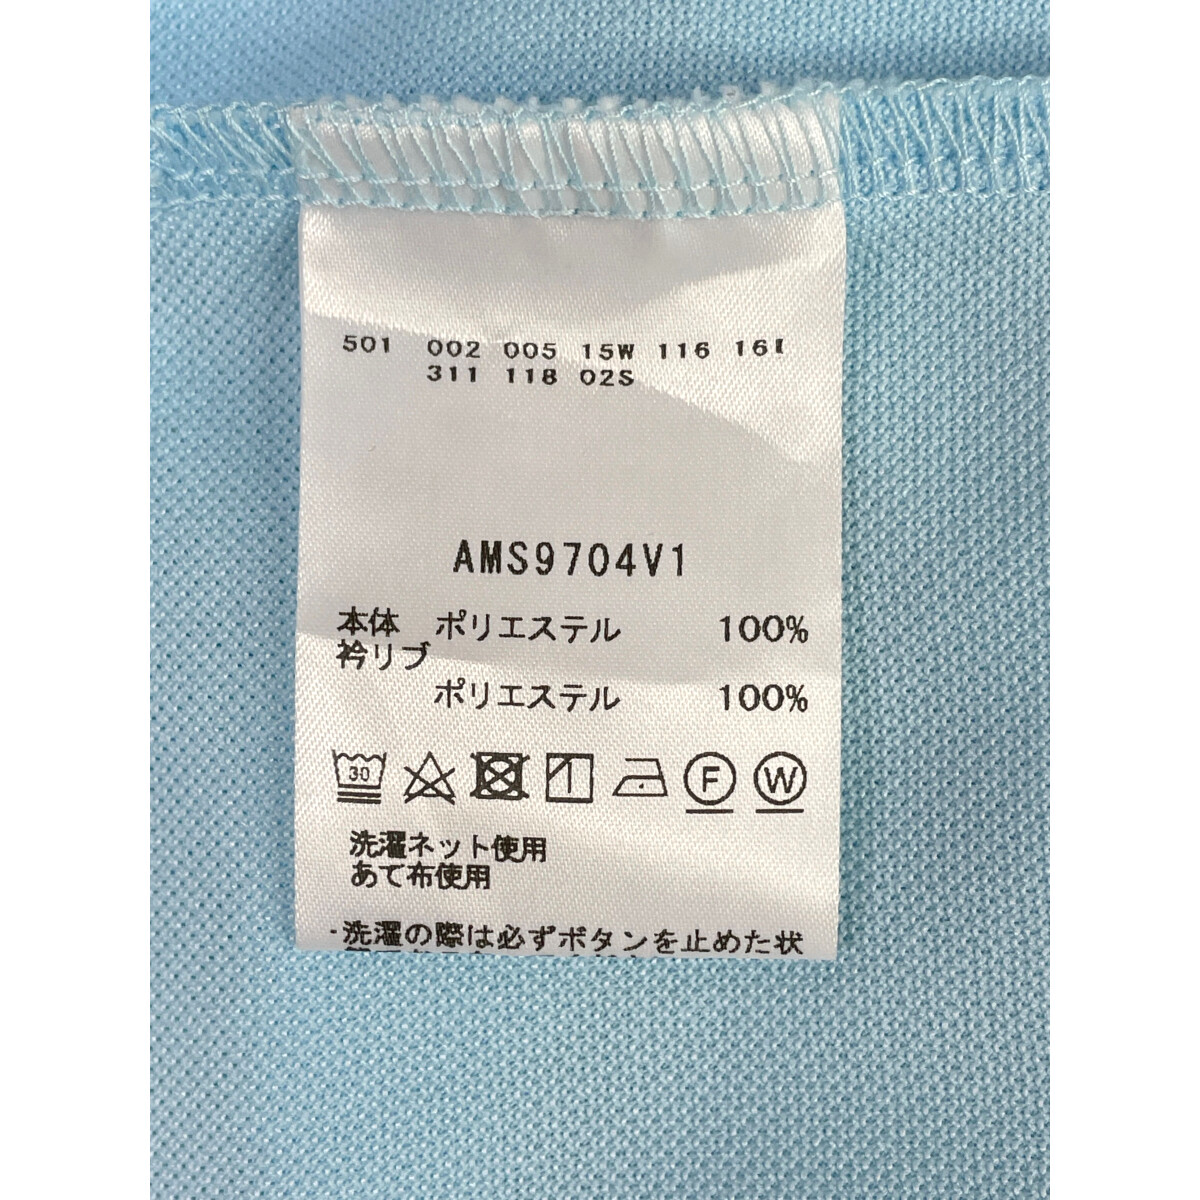 501 002 005 15W 116
311 118 02S
AMS9704V1
本体 ポリエステル 100%
衿リブ
ポリエステル 100%
30
F
W
洗濯ネット使用
あて布使用
・洗濯の際は必ずボタンを止めた状